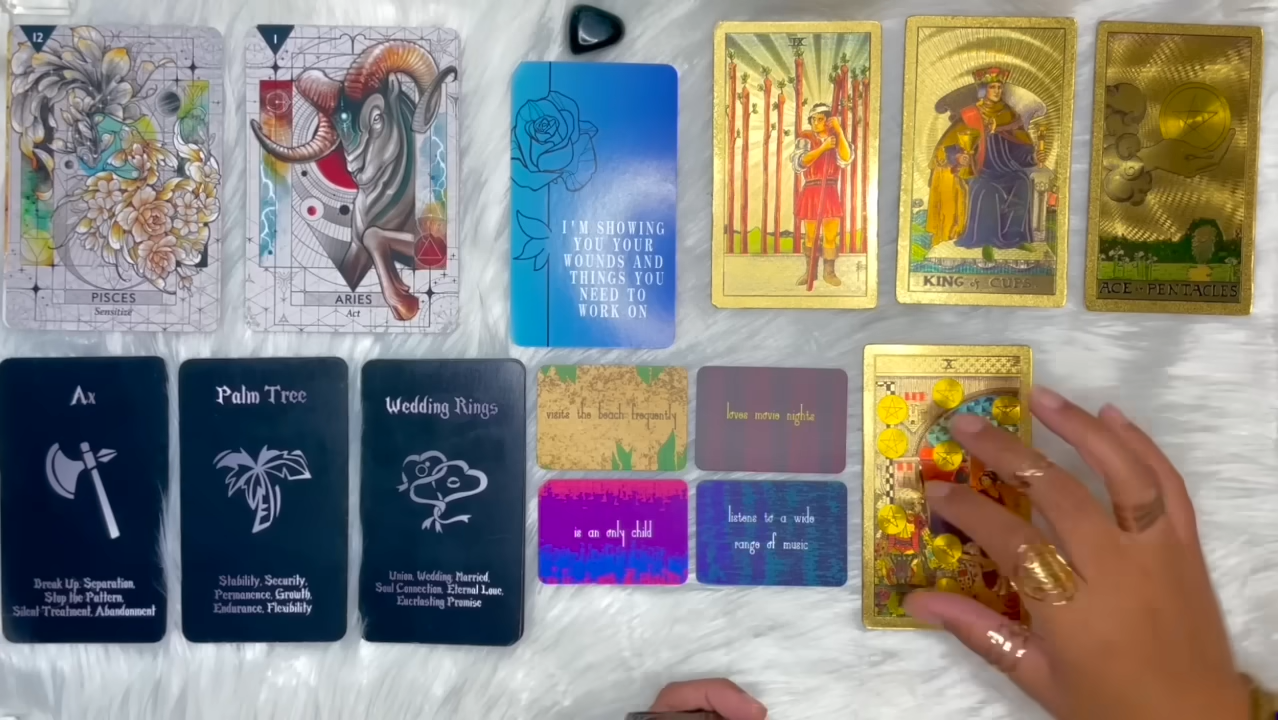 12
PISCES
Sensitize
1
ARIES
Act
I'M SHOWING
YOU YOUR
WOUNDS AND
THINGS YOU
NEED TO
WORK ON
IX
KING of CUPS
ACE of PENTACLES
Ax
Break Up, Separation,
Stop the Pattern,
Silent Treatment, Abandonment
Palm Tree
Stability, Security,
Permanence, Growth,
Endurance, Flexibility
Wedding Rings
Union, Wedding, Married,
Soul Connection, Eternal Love,
Everlasting Promise
visits the beach frequently
loves movie nights
is an only child
listens to a wide
range of music
X